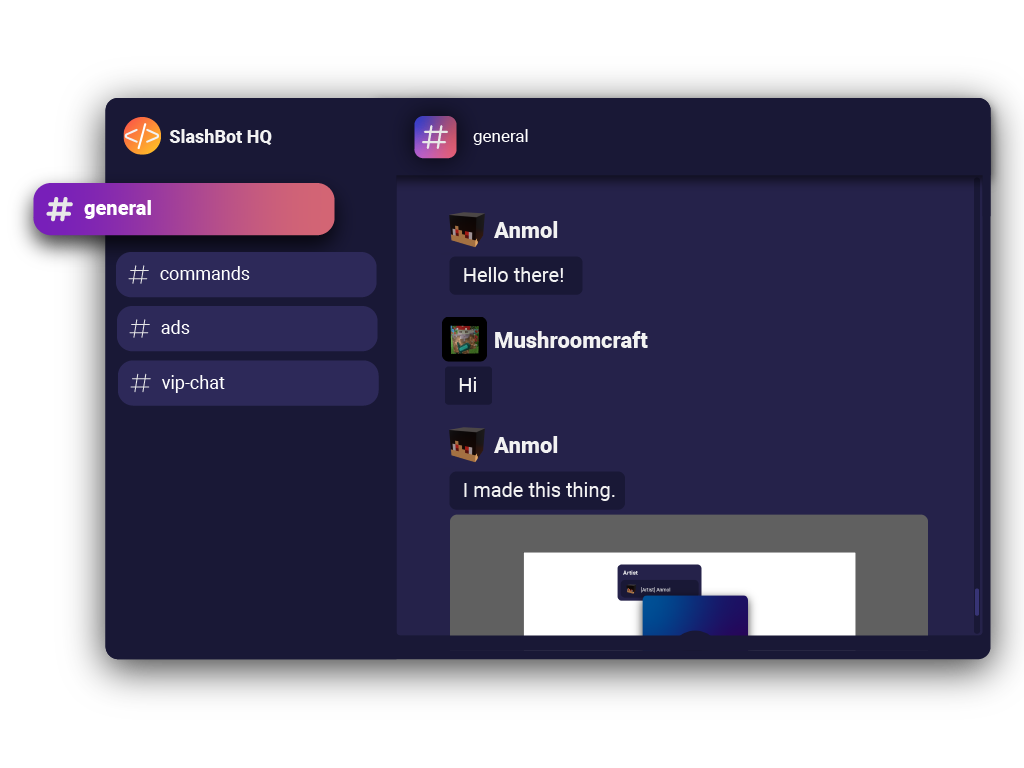 </> SlashBot HQ
# general
# general
# commands
# ads
# vip-chat
Anmol
Hello there!
Mushroomcraft
Hi
Anmol
I made this thing.
Artist
[Artist] Anmol